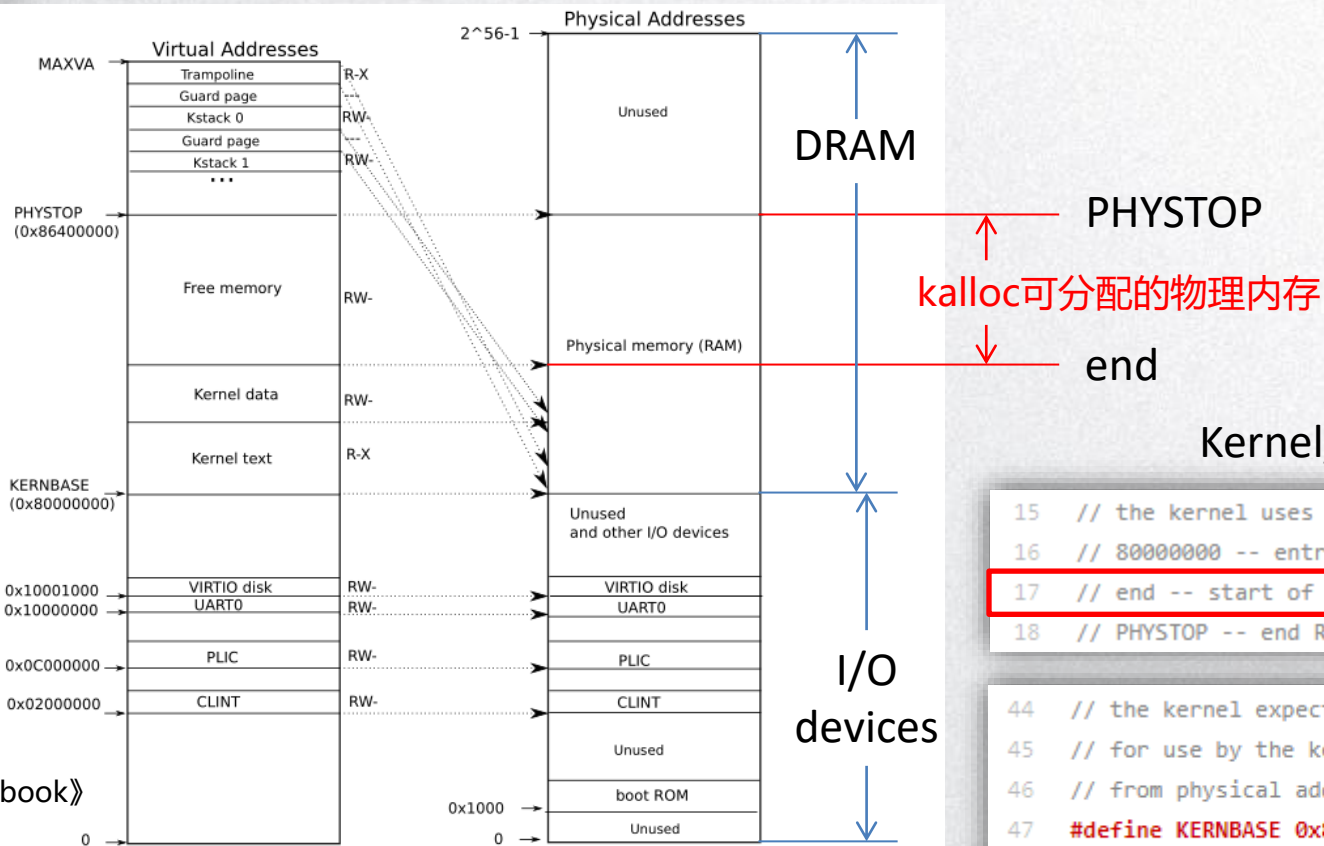 Physical Addresses
2^56-1
Virtual Addresses
MAXVA
Trampoline
R-X
Guard page
---
Kstack 0
RW-
Guard page
---
Kstack 1
RW-
...
Unused
DRAM
PHYSTOP
(0x86400000)
PHYSTOP
kalloc可分配的物理内存
Free memory
RW-
Physical memory (RAM)
end
Kernel data
RW-
Kernel text
R-X
Kernel
KERNBASE
(0x80000000)
Unused
and other I/O devices
15 // the kernel uses
16 // 80000000 -- entr
17 // end -- start of
18 // PHYSTOP -- end R
0x10001000
VIRTIO disk
RW-
VIRTIO disk
0x10000000
UART0
RW-
UART0
0x0C000000
PLIC
RW-
PLIC
I/O
devices
0x02000000
CLINT
RW-
CLINT
Unused
44 // the kernel expect
45 // for use by the ke
46 // from physical add
47 #define KERNBASE 0x8
book》
0x1000
boot ROM
Unused
0
0